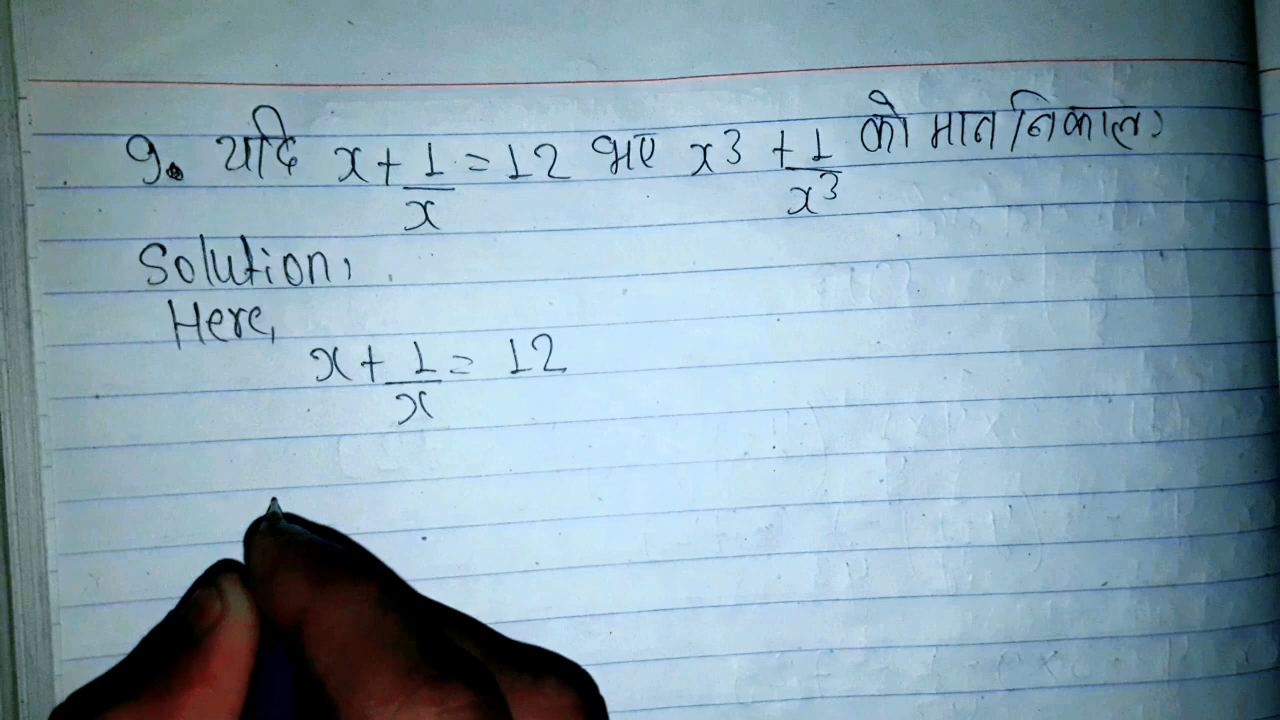 9. यदि x + 1/x = 12 भए x3 + 1/x3 को मान निकाल।
Solution,
Here,
x + 1/x = 12